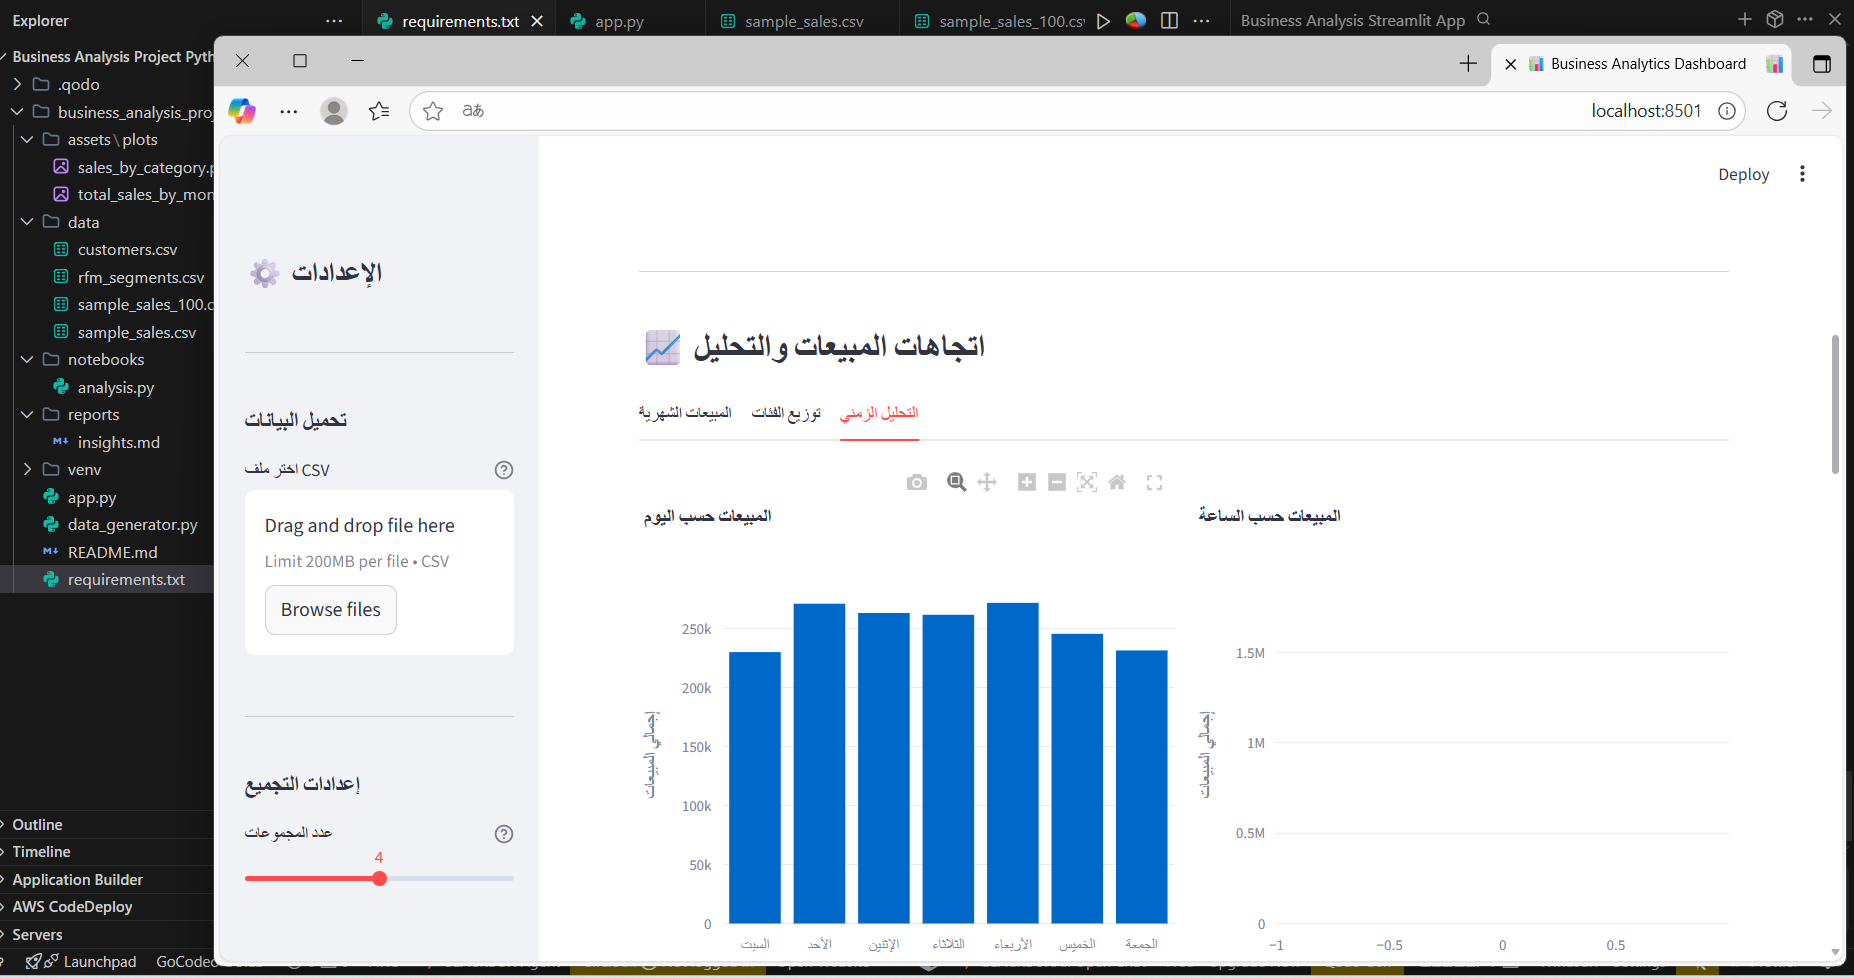 Explorer
requirements.txt
app.py
sample_sales.csv
sample_sales_100.csv
Business Analysis Streamlit App
Business Analysis Project Pyth
.qodo
business_analysis_proj
assets\plots
sales_by_category.p
total_sales_by_mon
data
customers.csv
rfm_segments.csv
sample_sales_100.c
sample_sales.csv
notebooks
analysis.py
reports
insights.md
venv
app.py
data_generator.py
README.md
requirements.txt
Outline
Timeline
Application Builder
AWS CodeDeploy
Servers
Launchpad
Business Analytics Dashboard
localhost:8501
Deploy
الإعدادات
تحميل البيانات
اختر ملف CSV
Drag and drop file here
Limit 200MB per file • CSV
Browse files
إعدادات التجميع
عدد المجموعات
4
اتجاهات المبيعات والتحليل
المبيعات الشهرية
توزيع الفئات
التحليل الزمني
المبيعات حسب اليوم
250k
200k
150k
100k
50k
0
إجمالي المبيعات
السبت
الأحد
الإثنين
الثلاثاء
الأربعاء
الخميس
الجمعة
المبيعات حسب الساعة
1.5M
1M
0.5M
0
إجمالي المبيعات
−1
−0.5
0
0.5